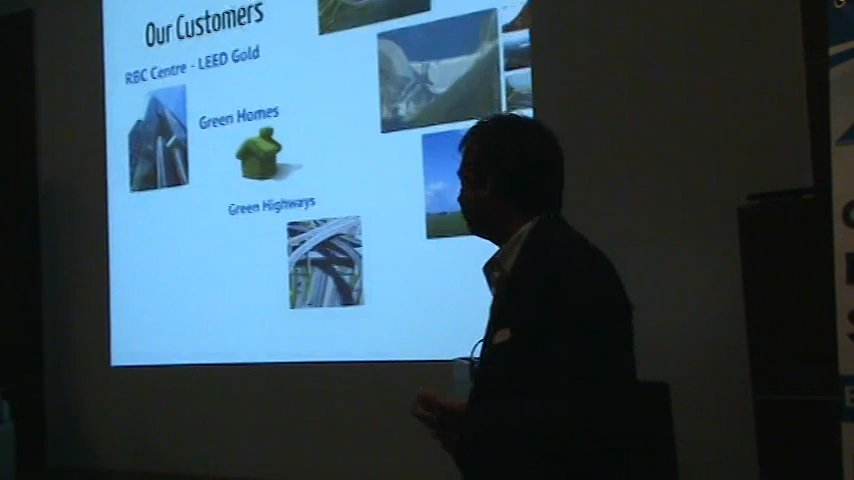 Our Customers
RBC Centre - LEED Gold
Green Homes
Green Highways